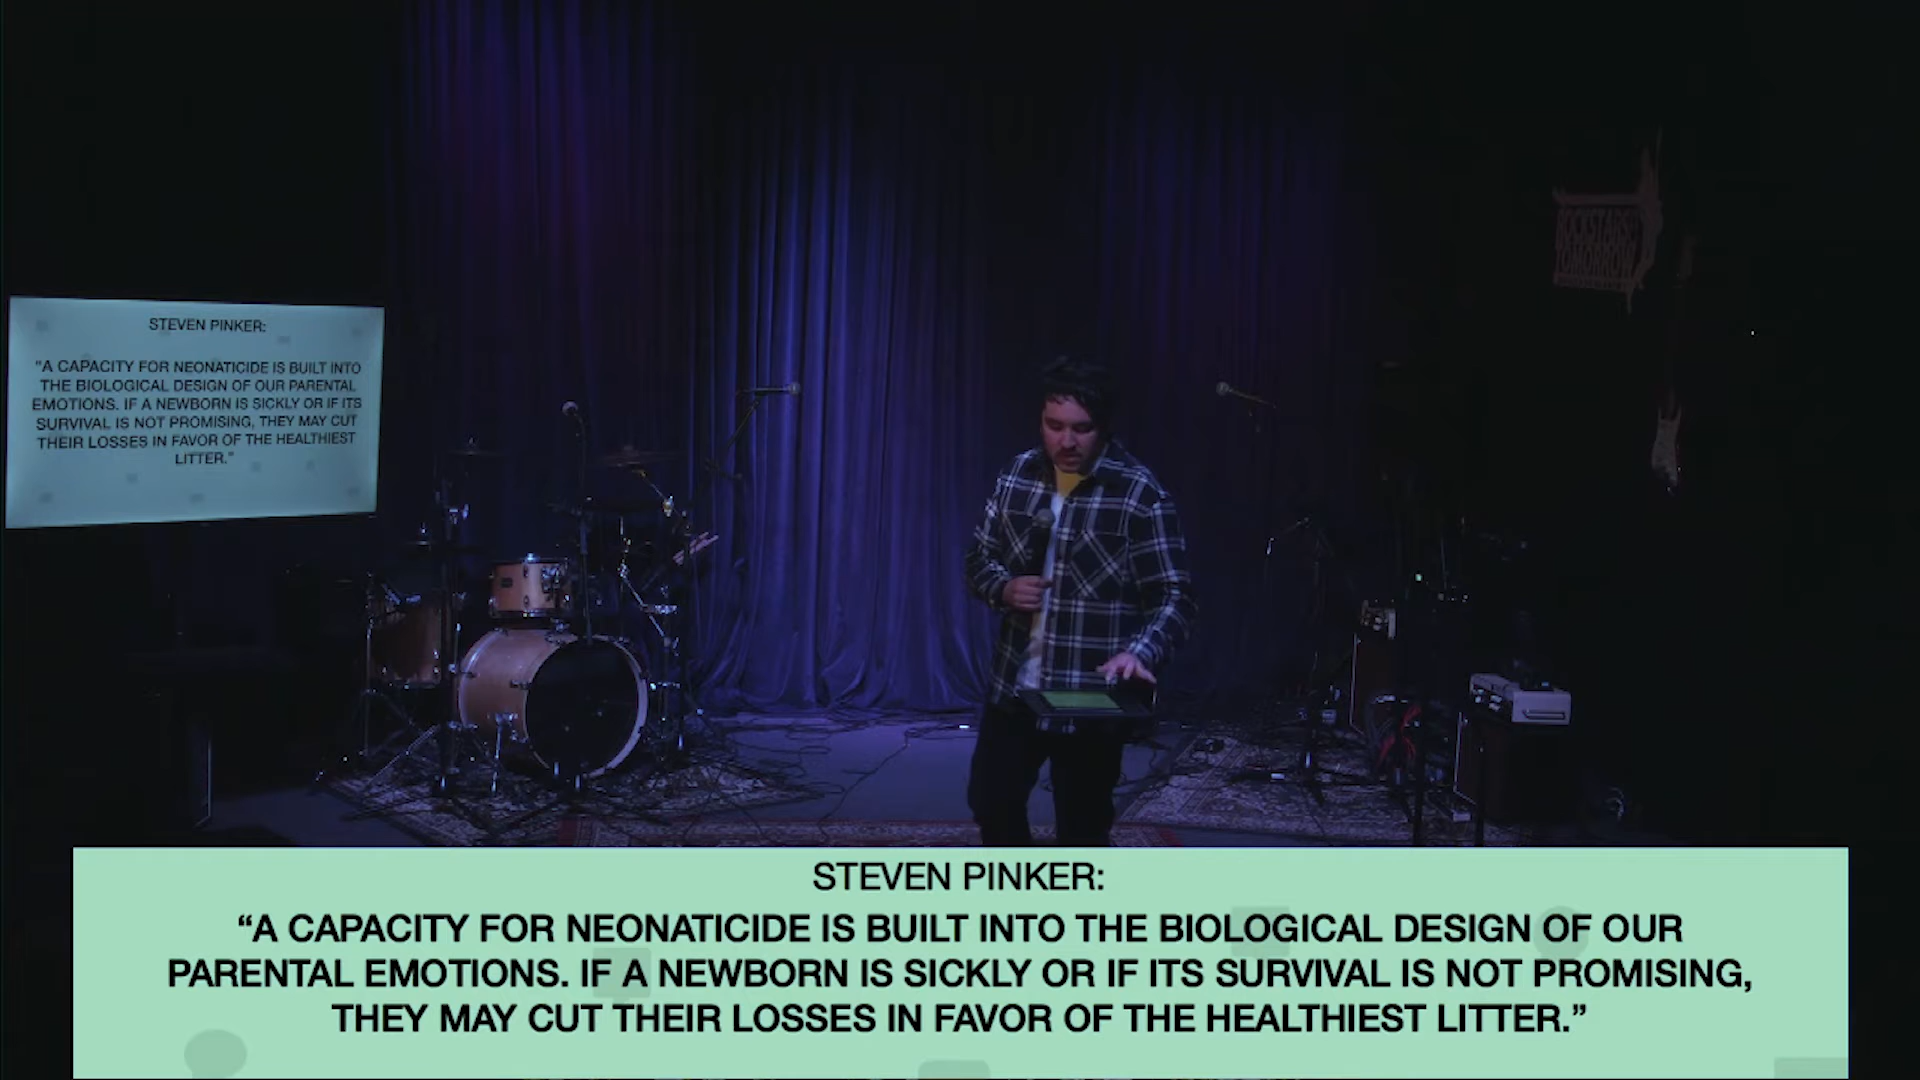 ROCKSTARS OF
TOMORROW
STEVEN PINKER:
"A CAPACITY FOR NEONATICIDE IS BUILT INTO
THE BIOLOGICAL DESIGN OF OUR PARENTAL
EMOTIONS. IF A NEWBORN IS SICKLY OR IF ITS
SURVIVAL IS NOT PROMISING, THEY MAY CUT
THEIR LOSSES IN FAVOR OF THE HEALTHIEST
LITTER."
STEVEN PINKER:
“A CAPACITY FOR NEONATICIDE IS BUILT INTO THE BIOLOGICAL DESIGN OF OUR
PARENTAL EMOTIONS. IF A NEWBORN IS SICKLY OR IF ITS SURVIVAL IS NOT PROMISING,
THEY MAY CUT THEIR LOSSES IN FAVOR OF THE HEALTHIEST LITTER.”